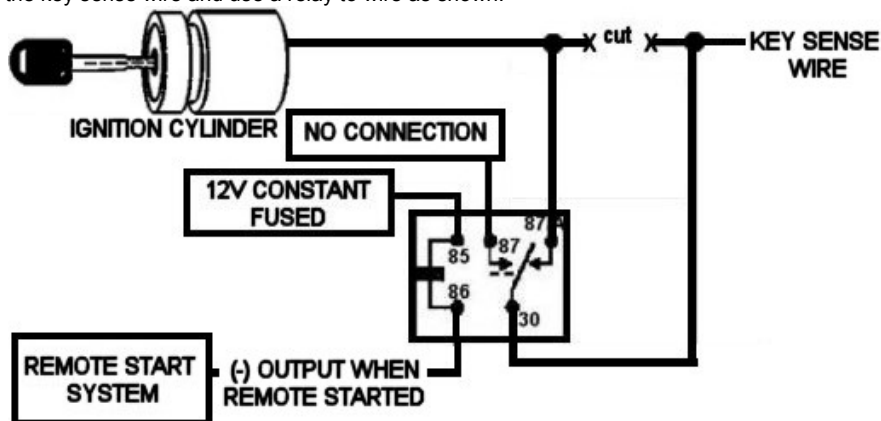 the key sense wire and use a relay to wire as shown.
cut
KEY SENSE
WIRE
IGNITION CYLINDER
NO CONNECTION
12V CONSTANT
FUSED
87
87A
85
86
30
REMOTE START
SYSTEM
(-) OUTPUT WHEN
REMOTE STARTED